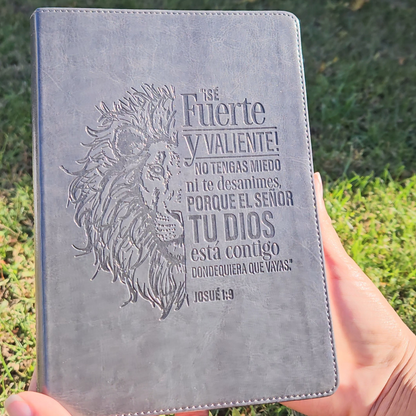 "¡SÉ
Fuerte
y VALIENTE!
NO TENGAS MIEDO
ni te desanimes,
PORQUE EL SEÑOR
TU DIOS
está contigo
DONDEQUIERA QUE VAYAS."
JOSUÉ 1:9